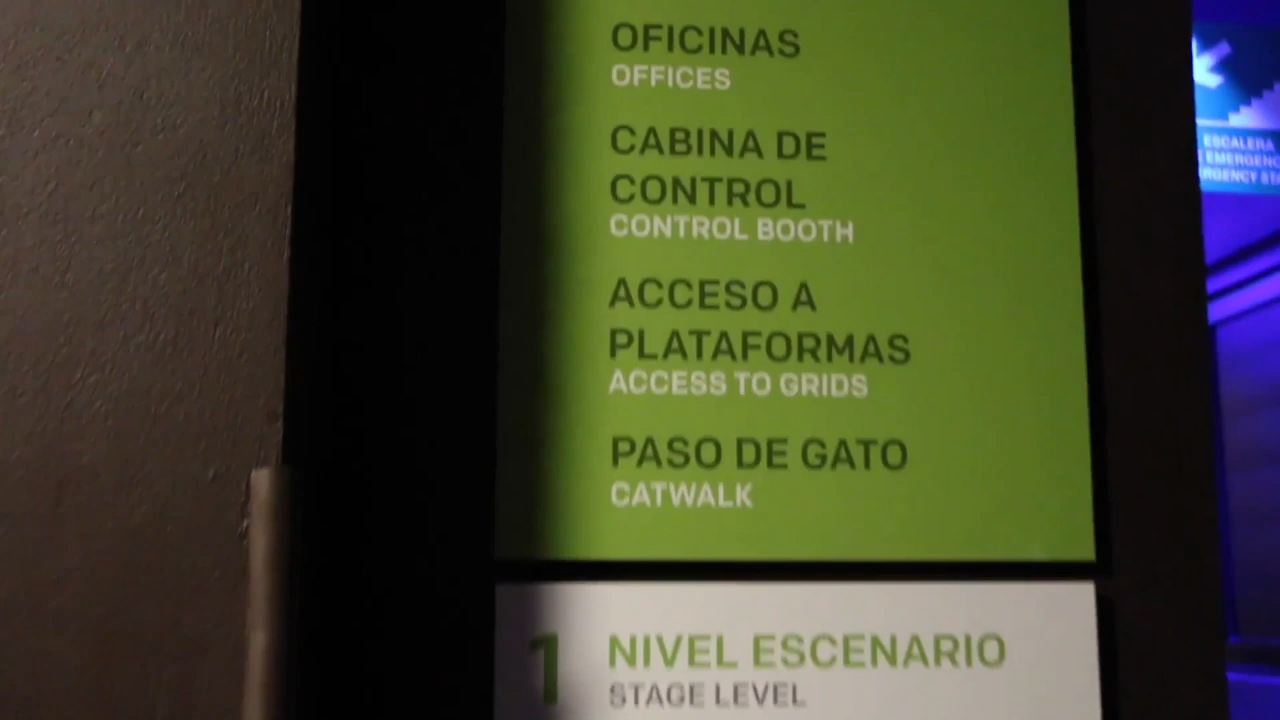 OFICINAS
OFFICES
CABINA DE
CONTROL
CONTROL BOOTH
ACCESO A
PLATAFORMAS
ACCESS TO GRIDS
PASO DE GATO
CATWALK
1 NIVEL ESCENARIO
STAGE LEVEL
ESCALERA